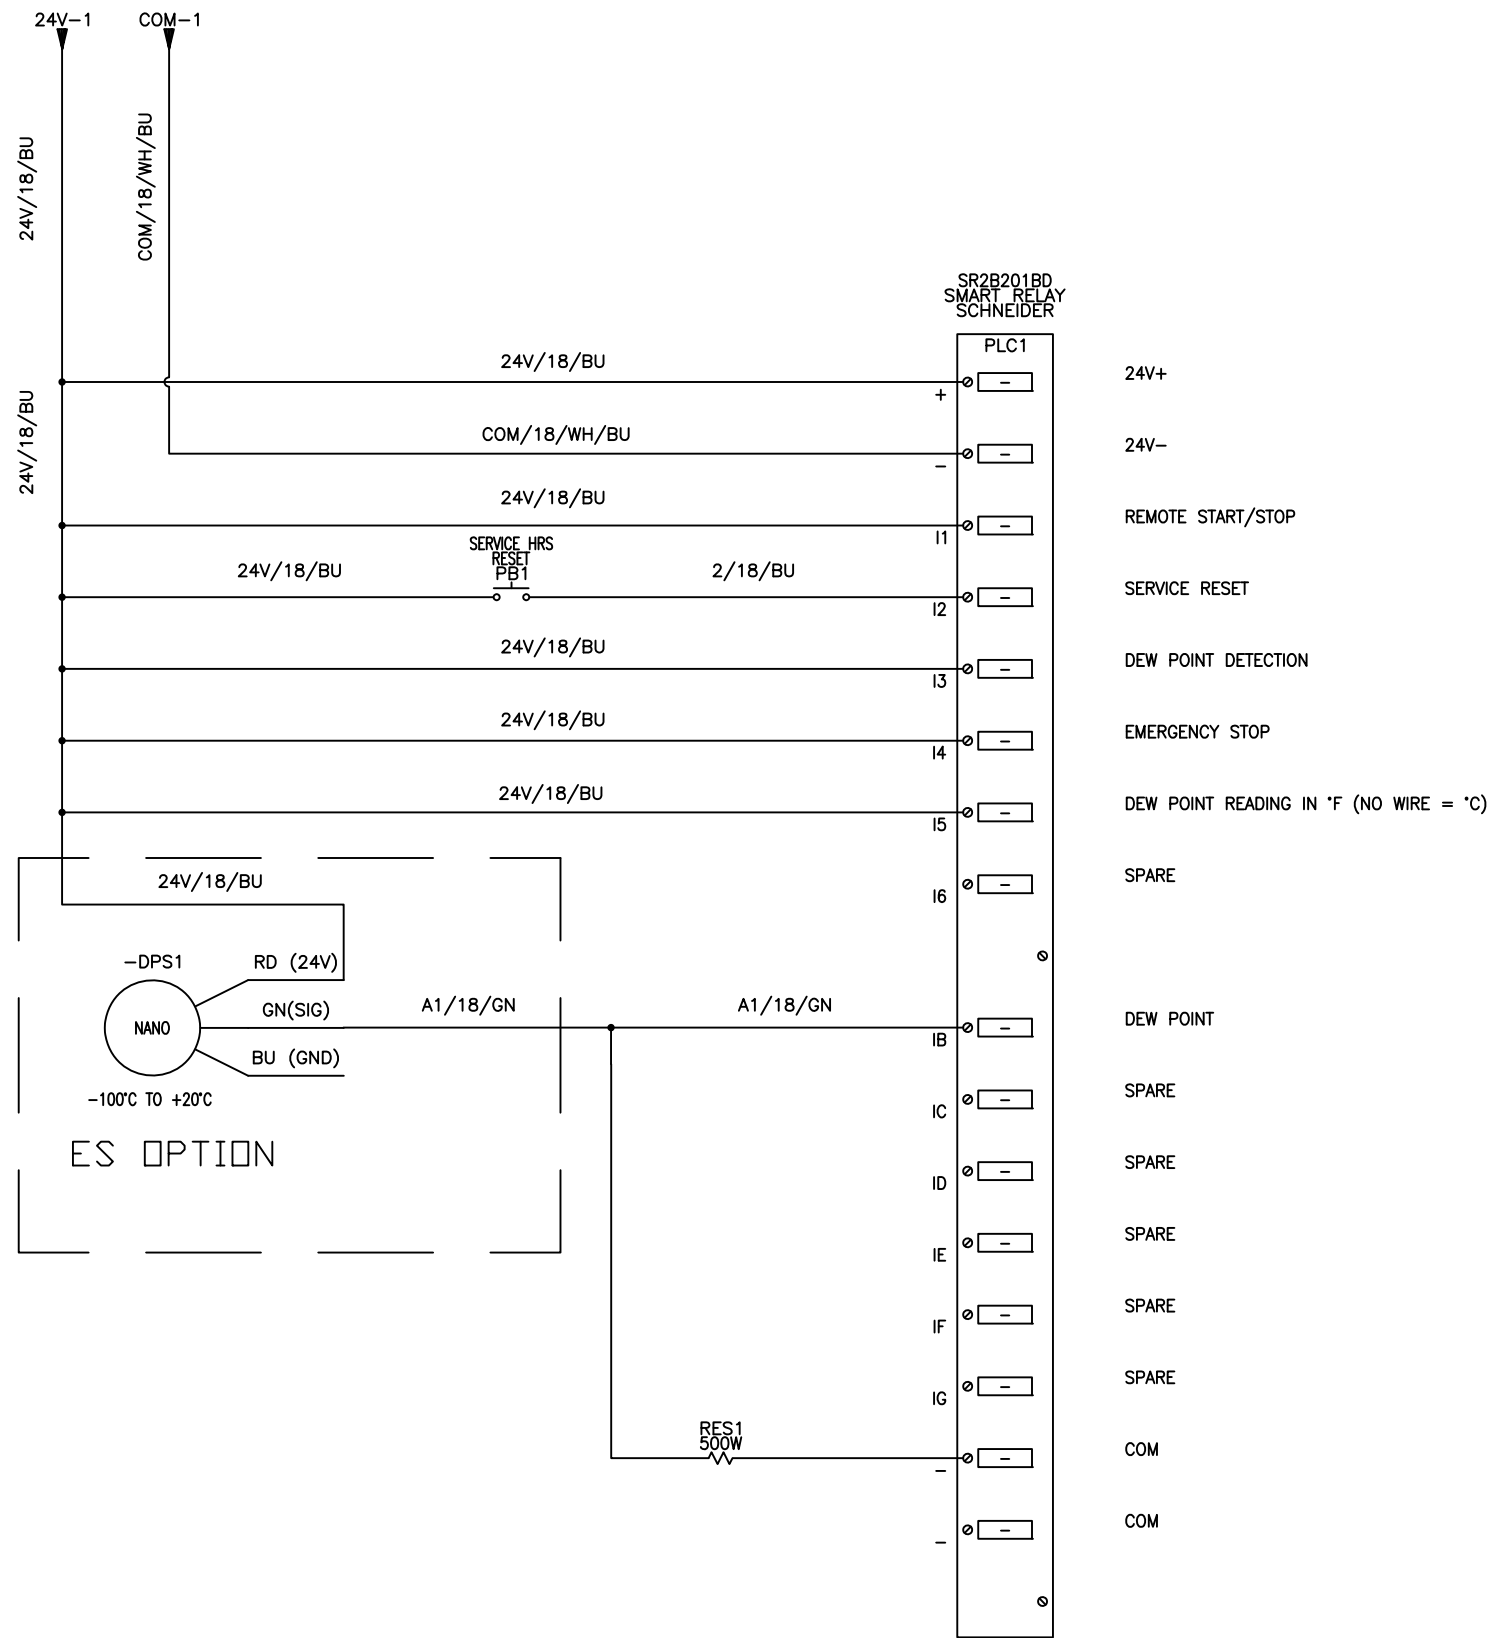 24V-1
COM-1
24V/18/BU
COM/18/WH/BU
SR2B201BD
SMART RELAY
SCHNEIDER
PLC1
24V/18/BU
24V/18/BU
+
-
24V+
COM/18/WH/BU
-
-
24V-
24V/18/BU
I1
-
REMOTE START/STOP
SERVICE HRS
RESET
PB1
24V/18/BU
2/18/BU
I2
-
SERVICE RESET
24V/18/BU
I3
-
DEW POINT DETECTION
24V/18/BU
I4
-
EMERGENCY STOP
24V/18/BU
I5
-
DEW POINT READING IN °F (NO WIRE = °C)
24V/18/BU
I6
-
SPARE
-DPS1
RD (24V)
GN(SIG)
NANO
BU (GND)
-100°C TO +20°C
ES OPTION
A1/18/GN
A1/18/GN
IB
-
DEW POINT
IC
-
SPARE
ID
-
SPARE
IE
-
SPARE
IF
-
SPARE
IG
-
SPARE
RES1
500W
-
-
COM
-
-
COM